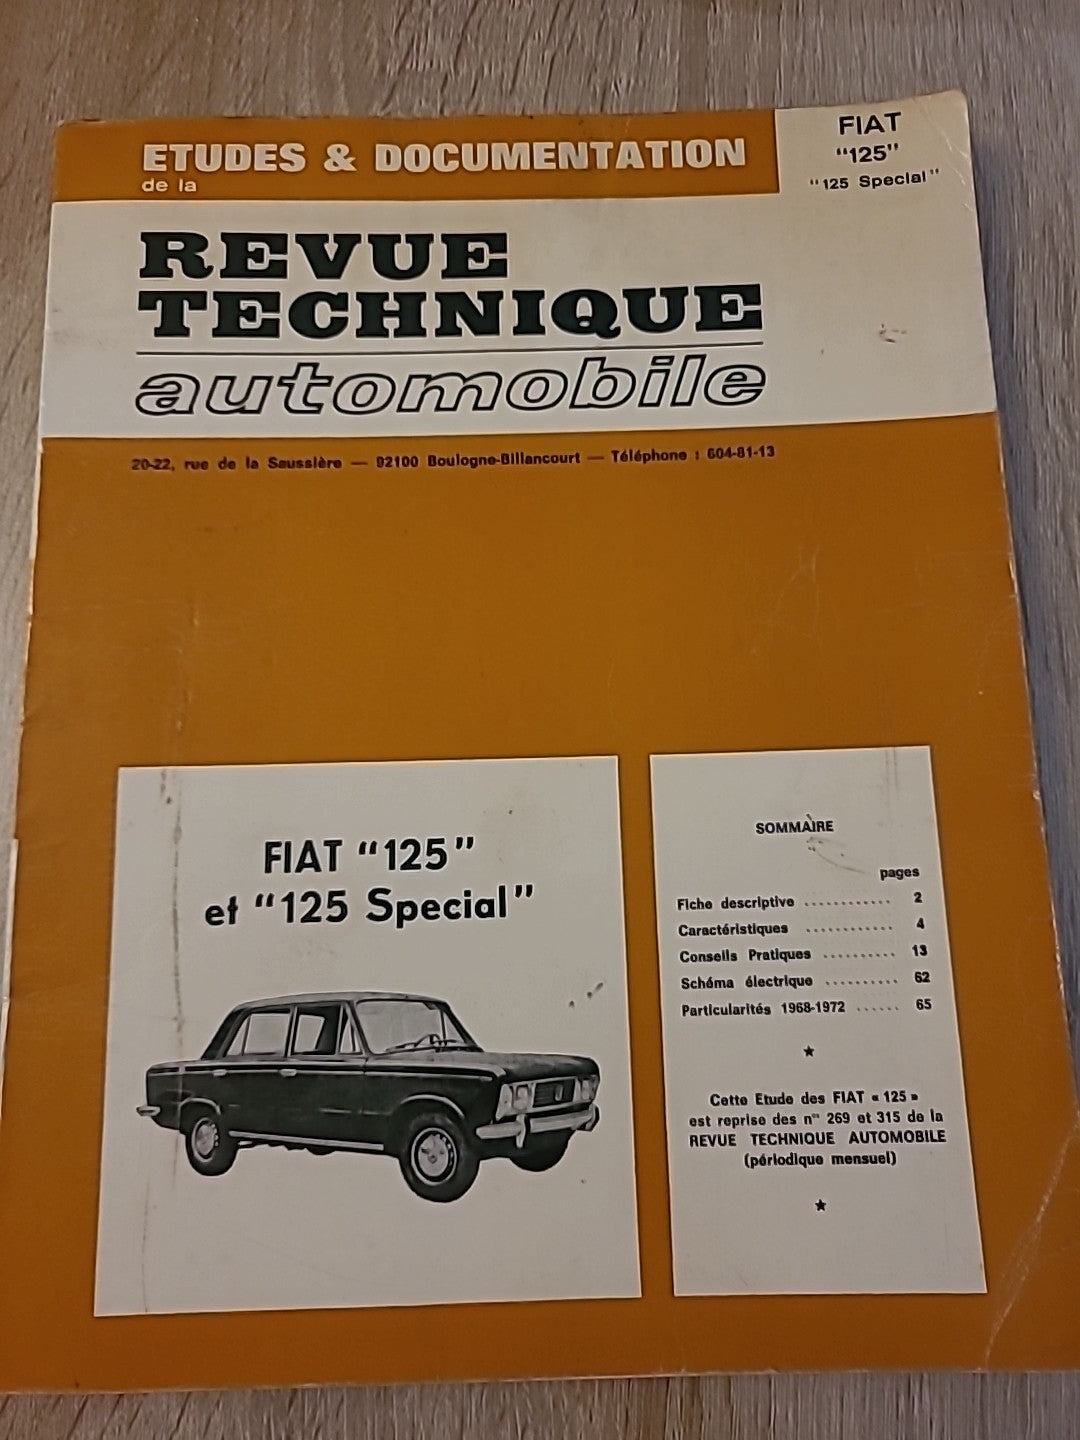 ETUDES & DOCUMENTATION
de la
FIAT
"125"
"125 Special"
REVUE
TECHNIQUE
automobile
20-22, rue de la Saussière — 92100 Boulogne-Billancourt — Téléphone : 604-81-13
FIAT "125"
et "125 Special"
SOMMAIRE
pages
Fiche descriptive ............ 2
Caractéristiques ............ 4
Conseils Pratiques .......... 13
Schéma électrique .......... 62
Particularités 1968-1972 ...... 65
★
Cette Etude des FIAT « 125 »
est reprise des nos 269 et 315 de la
REVUE TECHNIQUE AUTOMOBILE
(périodique mensuel)
★